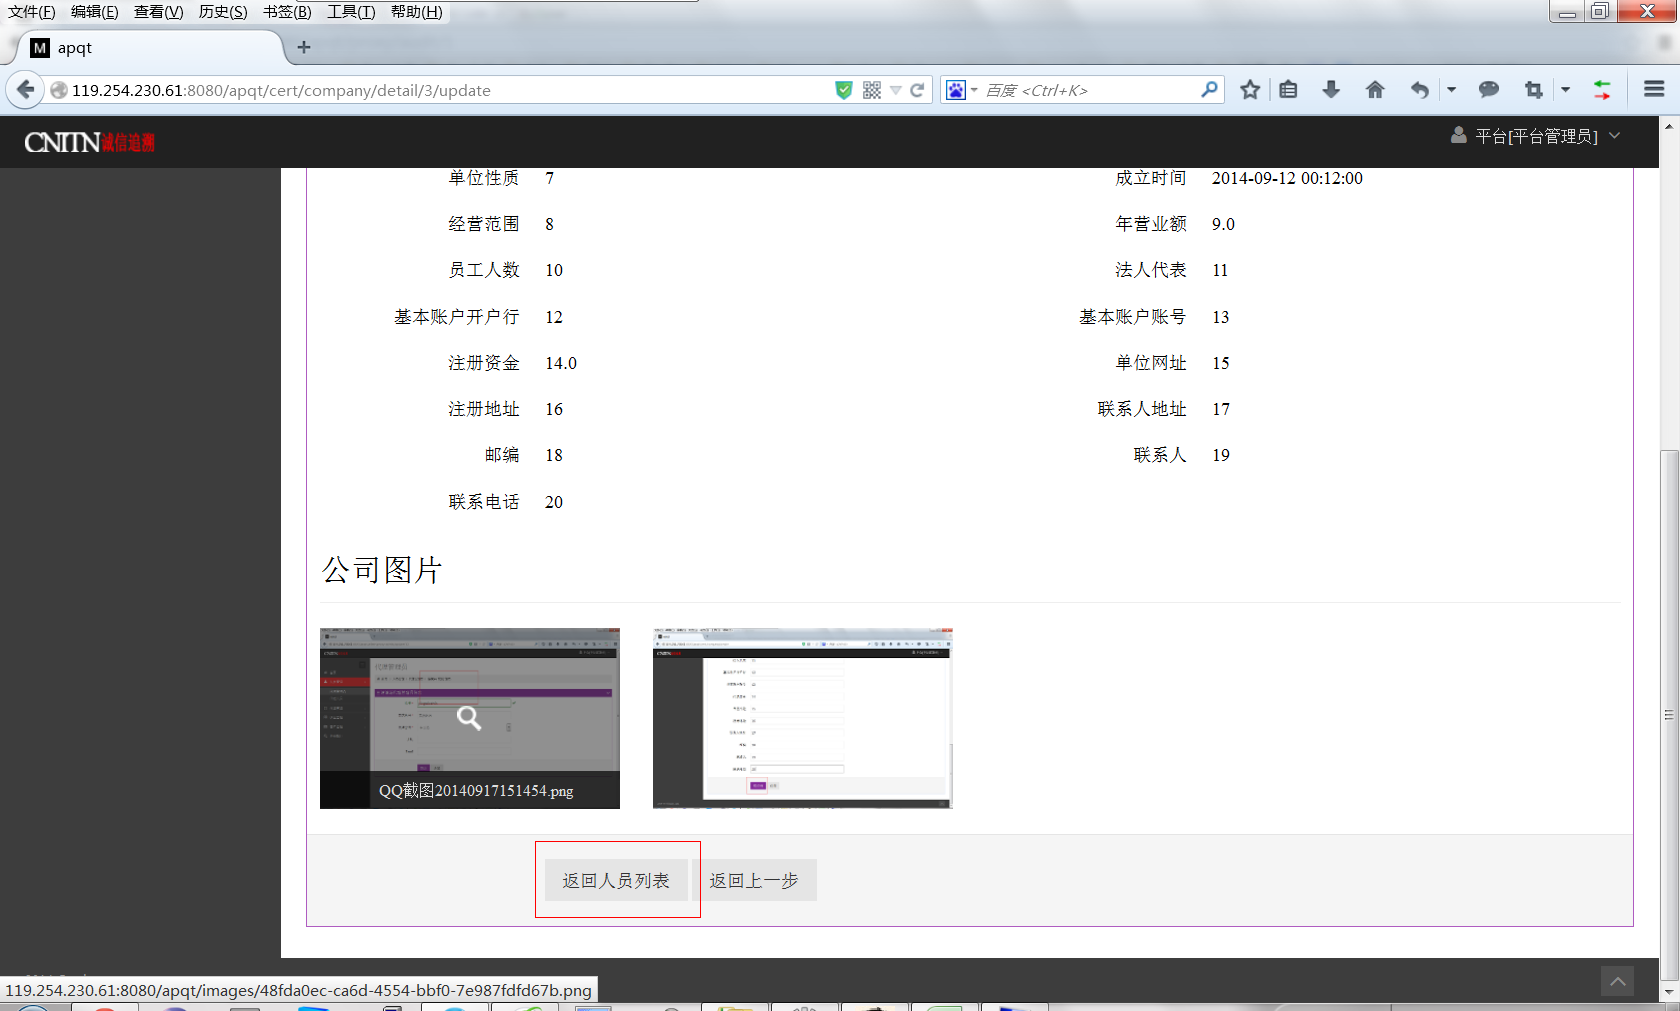 文件(F) 编辑(E) 查看(V) 历史(S) 书签(B) 工具(T) 帮助(H)
M apqt +
119.254.230.61:8080/apqt/cert/company/detail/3/update 百度 <Ctrl+K>
CNITN诚信追溯 平台[平台管理员]
单位性质 7 成立时间 2014-09-12 00:12:00
经营范围 8 年营业额 9.0
员工人数 10 法人代表 11
基本账户开户行 12 基本账户账号 13
注册资金 14.0 单位网址 15
注册地址 16 联系人地址 17
邮编 18 联系人 19
联系电话 20
公司图片
QQ截图20140917151454.png
返回人员列表 返回上一步
119.254.230.61:8080/apqt/images/48fda0ec-ca6d-4554-bbf0-7e987fdfd67b.png